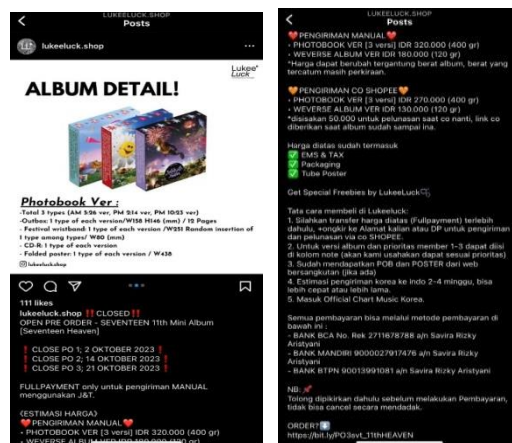 LUKEELUCK.SHOP
Posts
lukeeluck.shop
Lukee
Luck
ALBUM DETAIL!
Photobook Ver :
-Total 3 types (AM 5:26 ver, PM 2:14 ver, PM 10:23 ver)
-Outbox: 1 type of each version/W158 H146 (mm) / 72 Pages
- Festival wristband: 1 type of each version /W251 Random insertion of
1 type among types/ W80 (mm)
- CD-R: 1 type of each version
- Folded poster: 1 type of each version / W438
lukeeluck.shop
111 likes
lukeeluck.shop ‼️CLOSED‼️
OPEN PRE ORDER - SEVENTEEN 11th Mini Album
[Seventeen Heaven]
❗CLOSE PO 1; 2 OKTOBER 2023❗
❗CLOSE PO 2; 14 OKTOBER 2023❗
❗CLOSE PO 3; 21 OKTOBER 2023❗
FULLPAYMENT only untuk pengiriman MANUAL
menggunakan J&T.
(ESTIMASI HARGA)
❤️PENGIRIMAN MANUAL❤️
• PHOTOBOOK VER [3 versi] IDR 320.000 (400 gr)
• WEVERSE ALBUM VER IDR 180.000 (120 gr)
LUKEELUCK.SHOP
Posts
❤️PENGIRIMAN MANUAL❤️
• PHOTOBOOK VER [3 versi] IDR 320.000 (400 gr)
• WEVERSE ALBUM VER IDR 180.000 (120 gr)
*Harga dapat berubah tergantung berat album, berat yang
tercatum masih perkiraan.
🧡PENGIRIMAN CO SHOPEE🧡
• PHOTOBOOK VER [3 versi] IDR 270.000 (400 gr)
• WEVERSE ALBUM VER IDR 130.000 (120 gr)
*disisakan 50.000 untuk pelunasan saat co nanti, link co
diberikan saat album sudah sampai ina.
Harga diatas sudah termasuk
✅ EMS & TAX
✅ Packaging
✅ Tube Poster
Get Special Freebies by LukeeLuck
Tata cara membeli di Lukeeluck:
1. Silahkan transfer harga diatas (Fullpayment) terlebih
dahulu, +ongkir ke Alamat kalian atau DP untuk pengiriman
dan pelunasan via co SHOPEE.
2. Untuk versi album dan prioritas member 1-3 dapat diisi
di kolom note (akan kami usahakan dapat sesuai prioritas)
3. Sudah mendapatkan POB dan POSTER dari web
bersangkutan (jika ada)
4. Estimasi pengiriman korea ke indo 2-4 minggu, bisa
lebih cepat atau lebih lama.
5. Masuk Official Chart Music Korea.
Semua pembayaran bisa melalui metode pembayaran di
bawah ini :
- BANK BCA No. Rek 2711678788 a/n Savira Rizky
Aristyani
- BANK MANDIRI 9000027917476 a/n Savira Rizky
Aristyani
- BANK BTPN 90013991081 a/n Savira Rizky Aristyani
NB: 📌
Tolong dipikirkan dahulu sebelum melakukan Pembayaran,
tidak bisa cancel secara mendadak.
ORDER?⬇️
https://bit.ly/PO3svt_11thHEAVEN